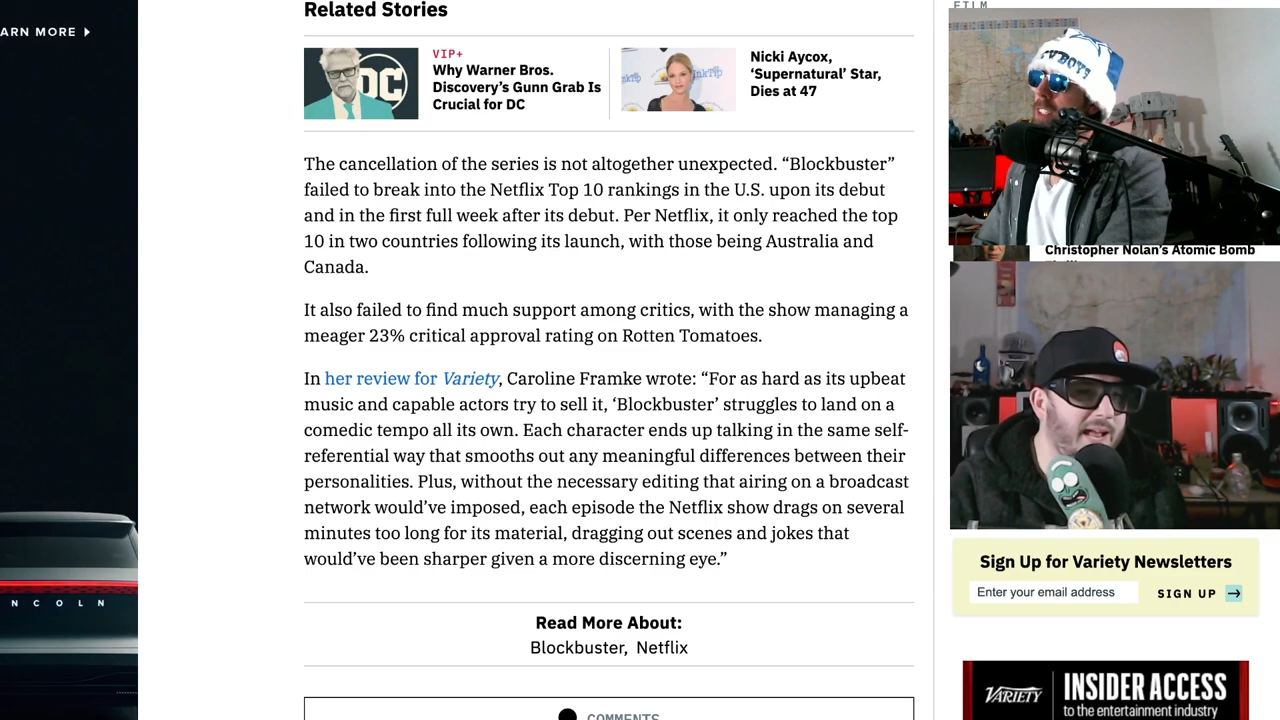 ARN MORE
Related Stories
FILM
DC
VIP+
Why Warner Bros.
Discovery's Gunn Grab Is
Crucial for DC
InkTip
Nicki Aycox,
‘Supernatural’ Star,
Dies at 47
The cancellation of the series is not altogether unexpected. “Blockbuster”
failed to break into the Netflix Top 10 rankings in the U.S. upon its debut
and in the first full week after its debut. Per Netflix, it only reached the top
10 in two countries following its launch, with those being Australia and
Canada.
It also failed to find much support among critics, with the show managing a
meager 23% critical approval rating on Rotten Tomatoes.
In her review for Variety, Caroline Framke wrote: “For as hard as its upbeat
music and capable actors try to sell it, ‘Blockbuster’ struggles to land on a
comedic tempo all its own. Each character ends up talking in the same self-
referential way that smooths out any meaningful differences between their
personalities. Plus, without the necessary editing that airing on a broadcast
network would’ve imposed, each episode the Netflix show drags on several
minutes too long for its material, dragging out scenes and jokes that
would’ve been sharper given a more discerning eye.”
Read More About:
Blockbuster, Netflix
COMMENTS
NCOLN
Christopher Nolan’s Atomic Bomb
Sign Up for Variety Newsletters
Enter your email address
SIGN UP
VARIETY
INSIDER ACCESS
to the entertainment industry